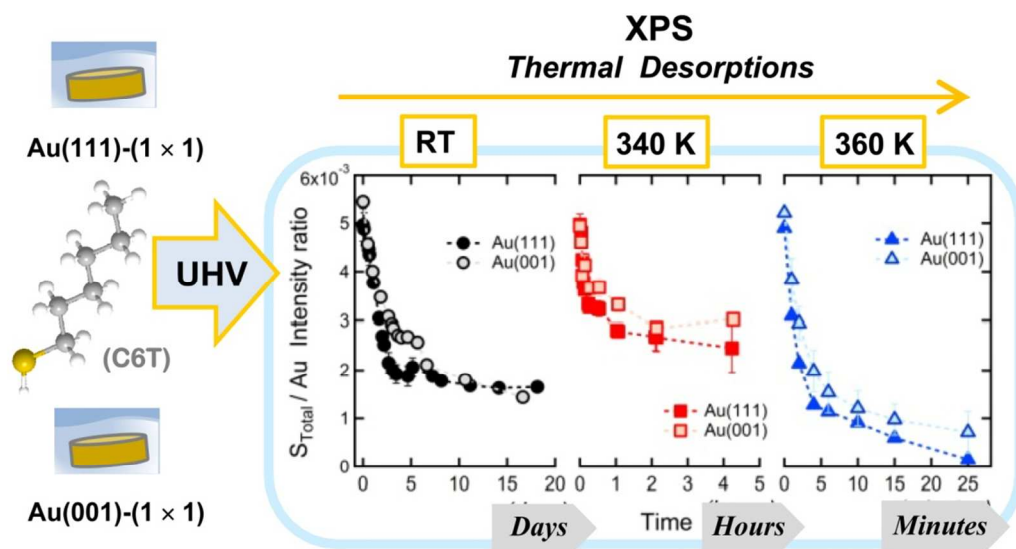 XPS
Thermal Desorptions
Au(111)-(1 × 1)
(C6T)
UHV
Au(001)-(1 × 1)
RT
340 K
360 K
S_Total / Au Intensity ratio
6x10⁻³
5
4
3
2
1
0
Au(111)
Au(001)
0 5 10 15 20
Au(111)
Au(001)
0 1 2 3 4 5
Au(111)
Au(001)
0 5 10 15 20 25
Days
Time
Hours
Minutes